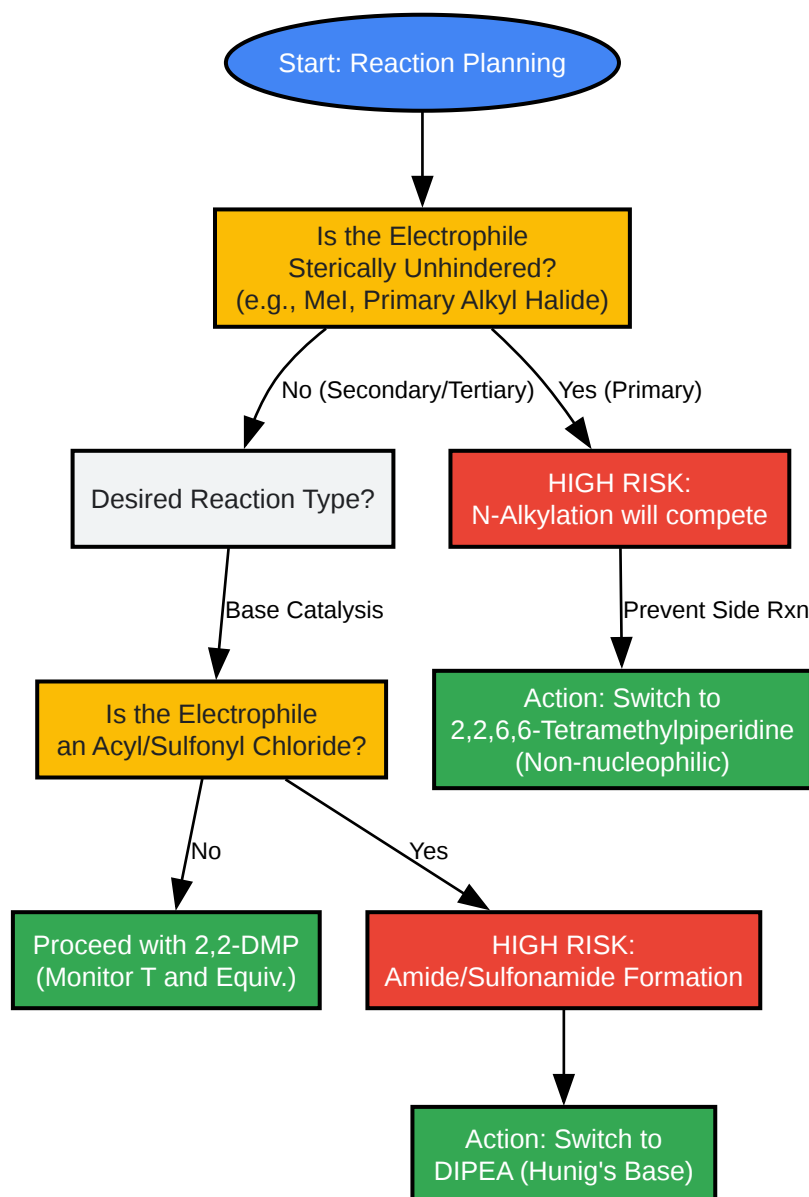 Start: Reaction Planning
Is the Electrophile
Sterically Unhindered?
(e.g., MeI, Primary Alkyl Halide)
No (Secondary/Tertiary)
Yes (Primary)
Desired Reaction Type?
HIGH RISK:
N-Alkylation will compete
Base Catalysis
Prevent Side Rxn
Is the Electrophile
an Acyl/Sulfonyl Chloride?
Action: Switch to
2,2,6,6-Tetramethylpiperidine
(Non-nucleophilic)
No
Yes
Proceed with 2,2-DMP
(Monitor T and Equiv.)
HIGH RISK:
Amide/Sulfonamide Formation
Action: Switch to
DIPEA (Hunig's Base)